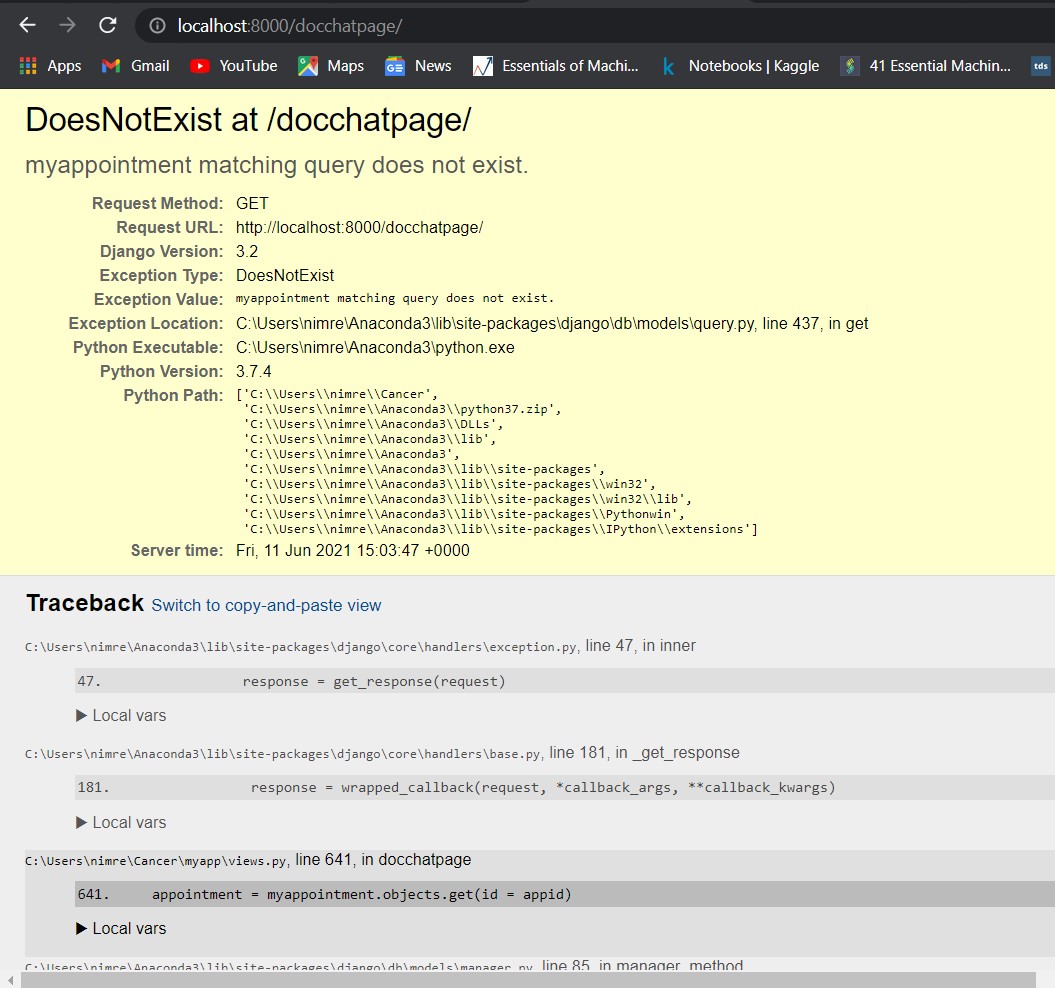 localhost:8000/docchatpage/
Apps Gmail YouTube Maps News Essentials of Machi... Notebooks | Kaggle 41 Essential Machin... tds
DoesNotExist at /docchatpage/
myappointment matching query does not exist.
Request Method: GET
Request URL: http://localhost:8000/docchatpage/
Django Version: 3.2
Exception Type: DoesNotExist
Exception Value: myappointment matching query does not exist.
Exception Location: C:\Users\nimre\Anaconda3\lib\site-packages\django\db\models\query.py, line 437, in get
Python Executable: C:\Users\nimre\Anaconda3\python.exe
Python Version: 3.7.4
Python Path: ['C:\\Users\\nimre\\Cancer',
'C:\\Users\\nimre\\Anaconda3\\python37.zip',
'C:\\Users\\nimre\\Anaconda3\\DLLs',
'C:\\Users\\nimre\\Anaconda3\\lib',
'C:\\Users\\nimre\\Anaconda3',
'C:\\Users\\nimre\\Anaconda3\\lib\\site-packages',
'C:\\Users\\nimre\\Anaconda3\\lib\\site-packages\\win32',
'C:\\Users\\nimre\\Anaconda3\\lib\\site-packages\\win32\\lib',
'C:\\Users\\nimre\\Anaconda3\\lib\\site-packages\\Pythonwin',
'C:\\Users\\nimre\\Anaconda3\\lib\\site-packages\\IPython\\extensions']
Server time: Fri, 11 Jun 2021 15:03:47 +0000
Traceback Switch to copy-and-paste view
C:\Users\nimre\Anaconda3\lib\site-packages\django\core\handlers\exception.py, line 47, in inner
47. response = get_response(request)
▶ Local vars
C:\Users\nimre\Anaconda3\lib\site-packages\django\core\handlers\base.py, line 181, in _get_response
181. response = wrapped_callback(request, *callback_args, **callback_kwargs)
▶ Local vars
C:\Users\nimre\Cancer\myapp\views.py, line 641, in docchatpage
641. appointment = myappointment.objects.get(id = appid)
▶ Local vars
C:\Users\nimre\Anaconda3\lib\site-packages\django\db\models\manager.py, line 85, in manager_method